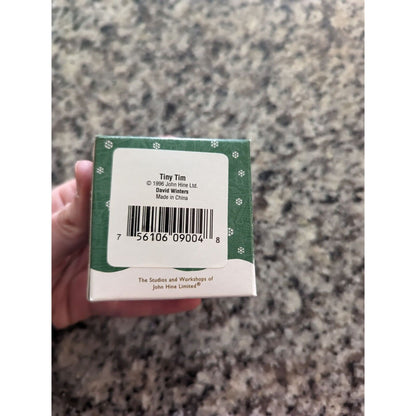 Tiny Tim
© 1996 John Hine Ltd.
David Winters
Made in China
7 56106 09004 8
The Studios and Workshops of
John Hine Limited®